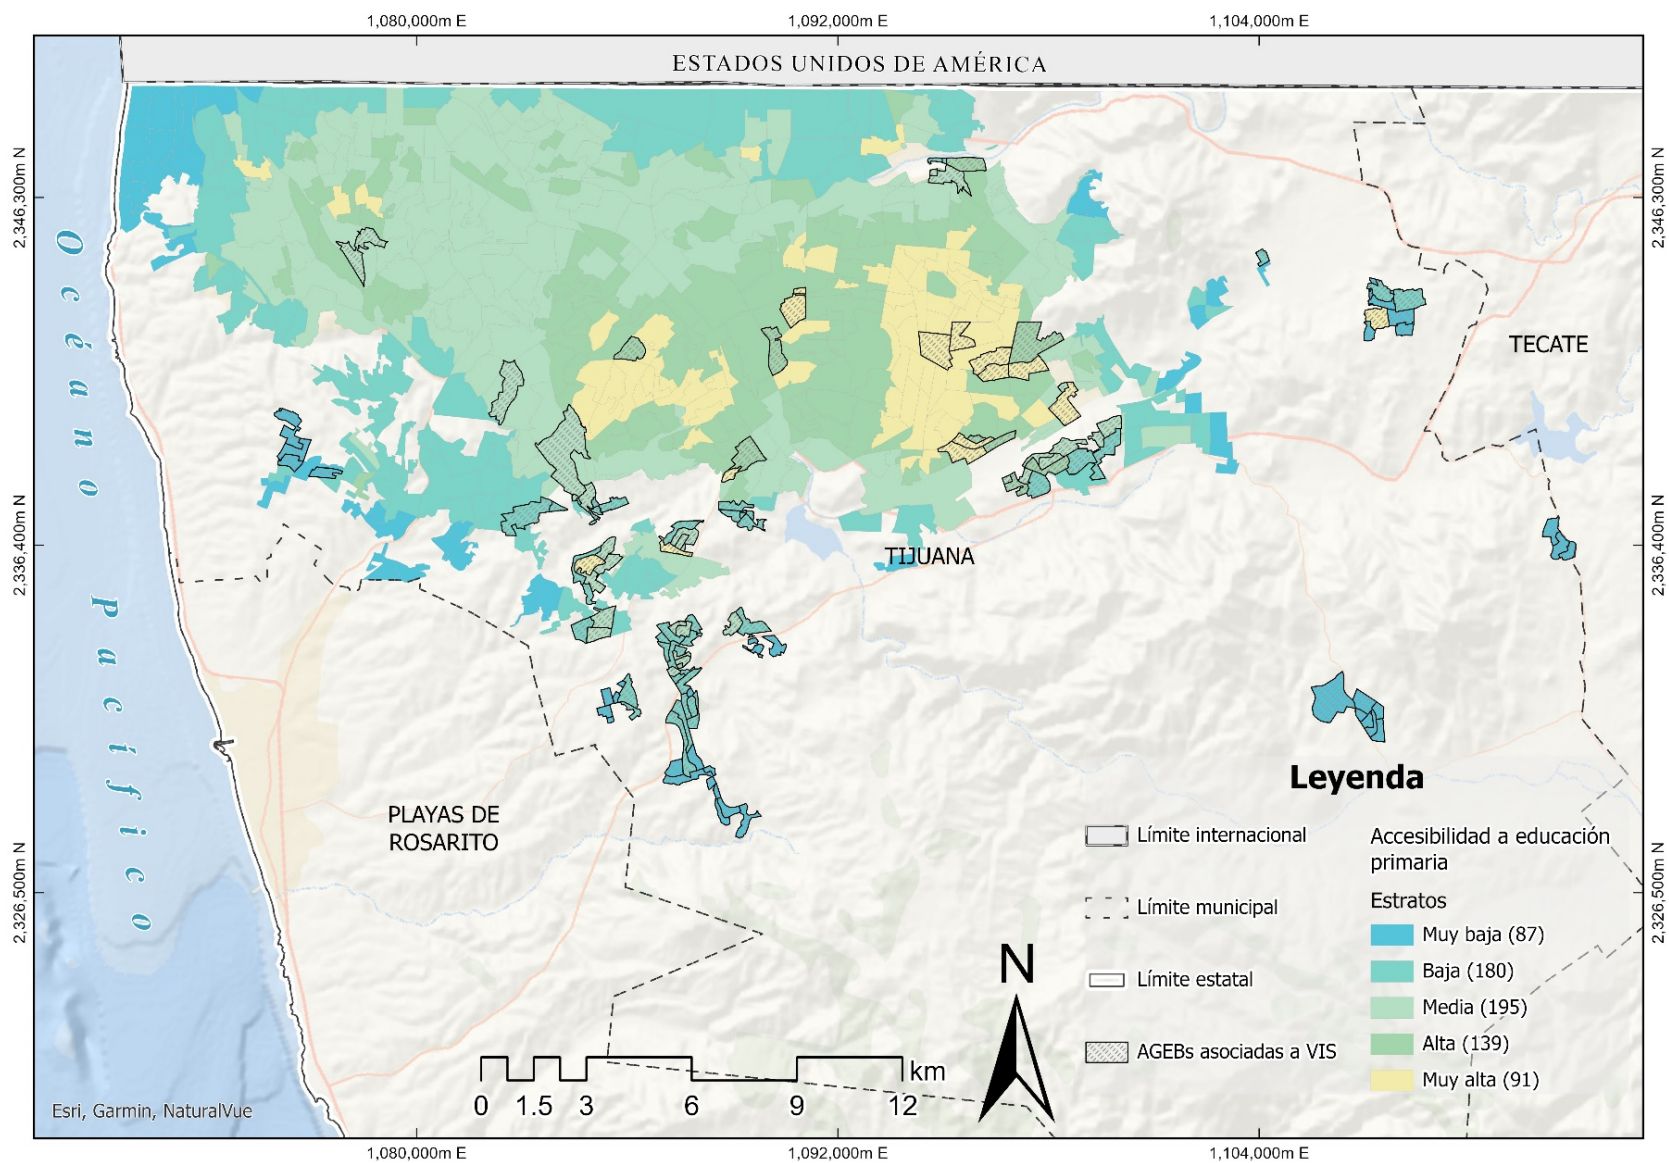 1,080,000m E
1,092,000m E
1,104,000m E
ESTADOS UNIDOS DE AMÉRICA
2,346,300m N
2,346,300m N
Océano Pacífico
TECATE
2,336,400m N
2,336,400m N
TIJUANA
PLAYAS DE
ROSARITO
2,326,500m N
2,326,500m N
Leyenda
Límite internacional
Límite municipal
Límite estatal
AGEBs asociadas a VIS
Accesibilidad a educación
primaria
Estratos
Muy baja (87)
Baja (180)
Media (195)
Alta (139)
Muy alta (91)
N
km
0 1.5 3 6 9 12
Esri, Garmin, NaturalVue
1,080,000m E
1,092,000m E
1,104,000m E